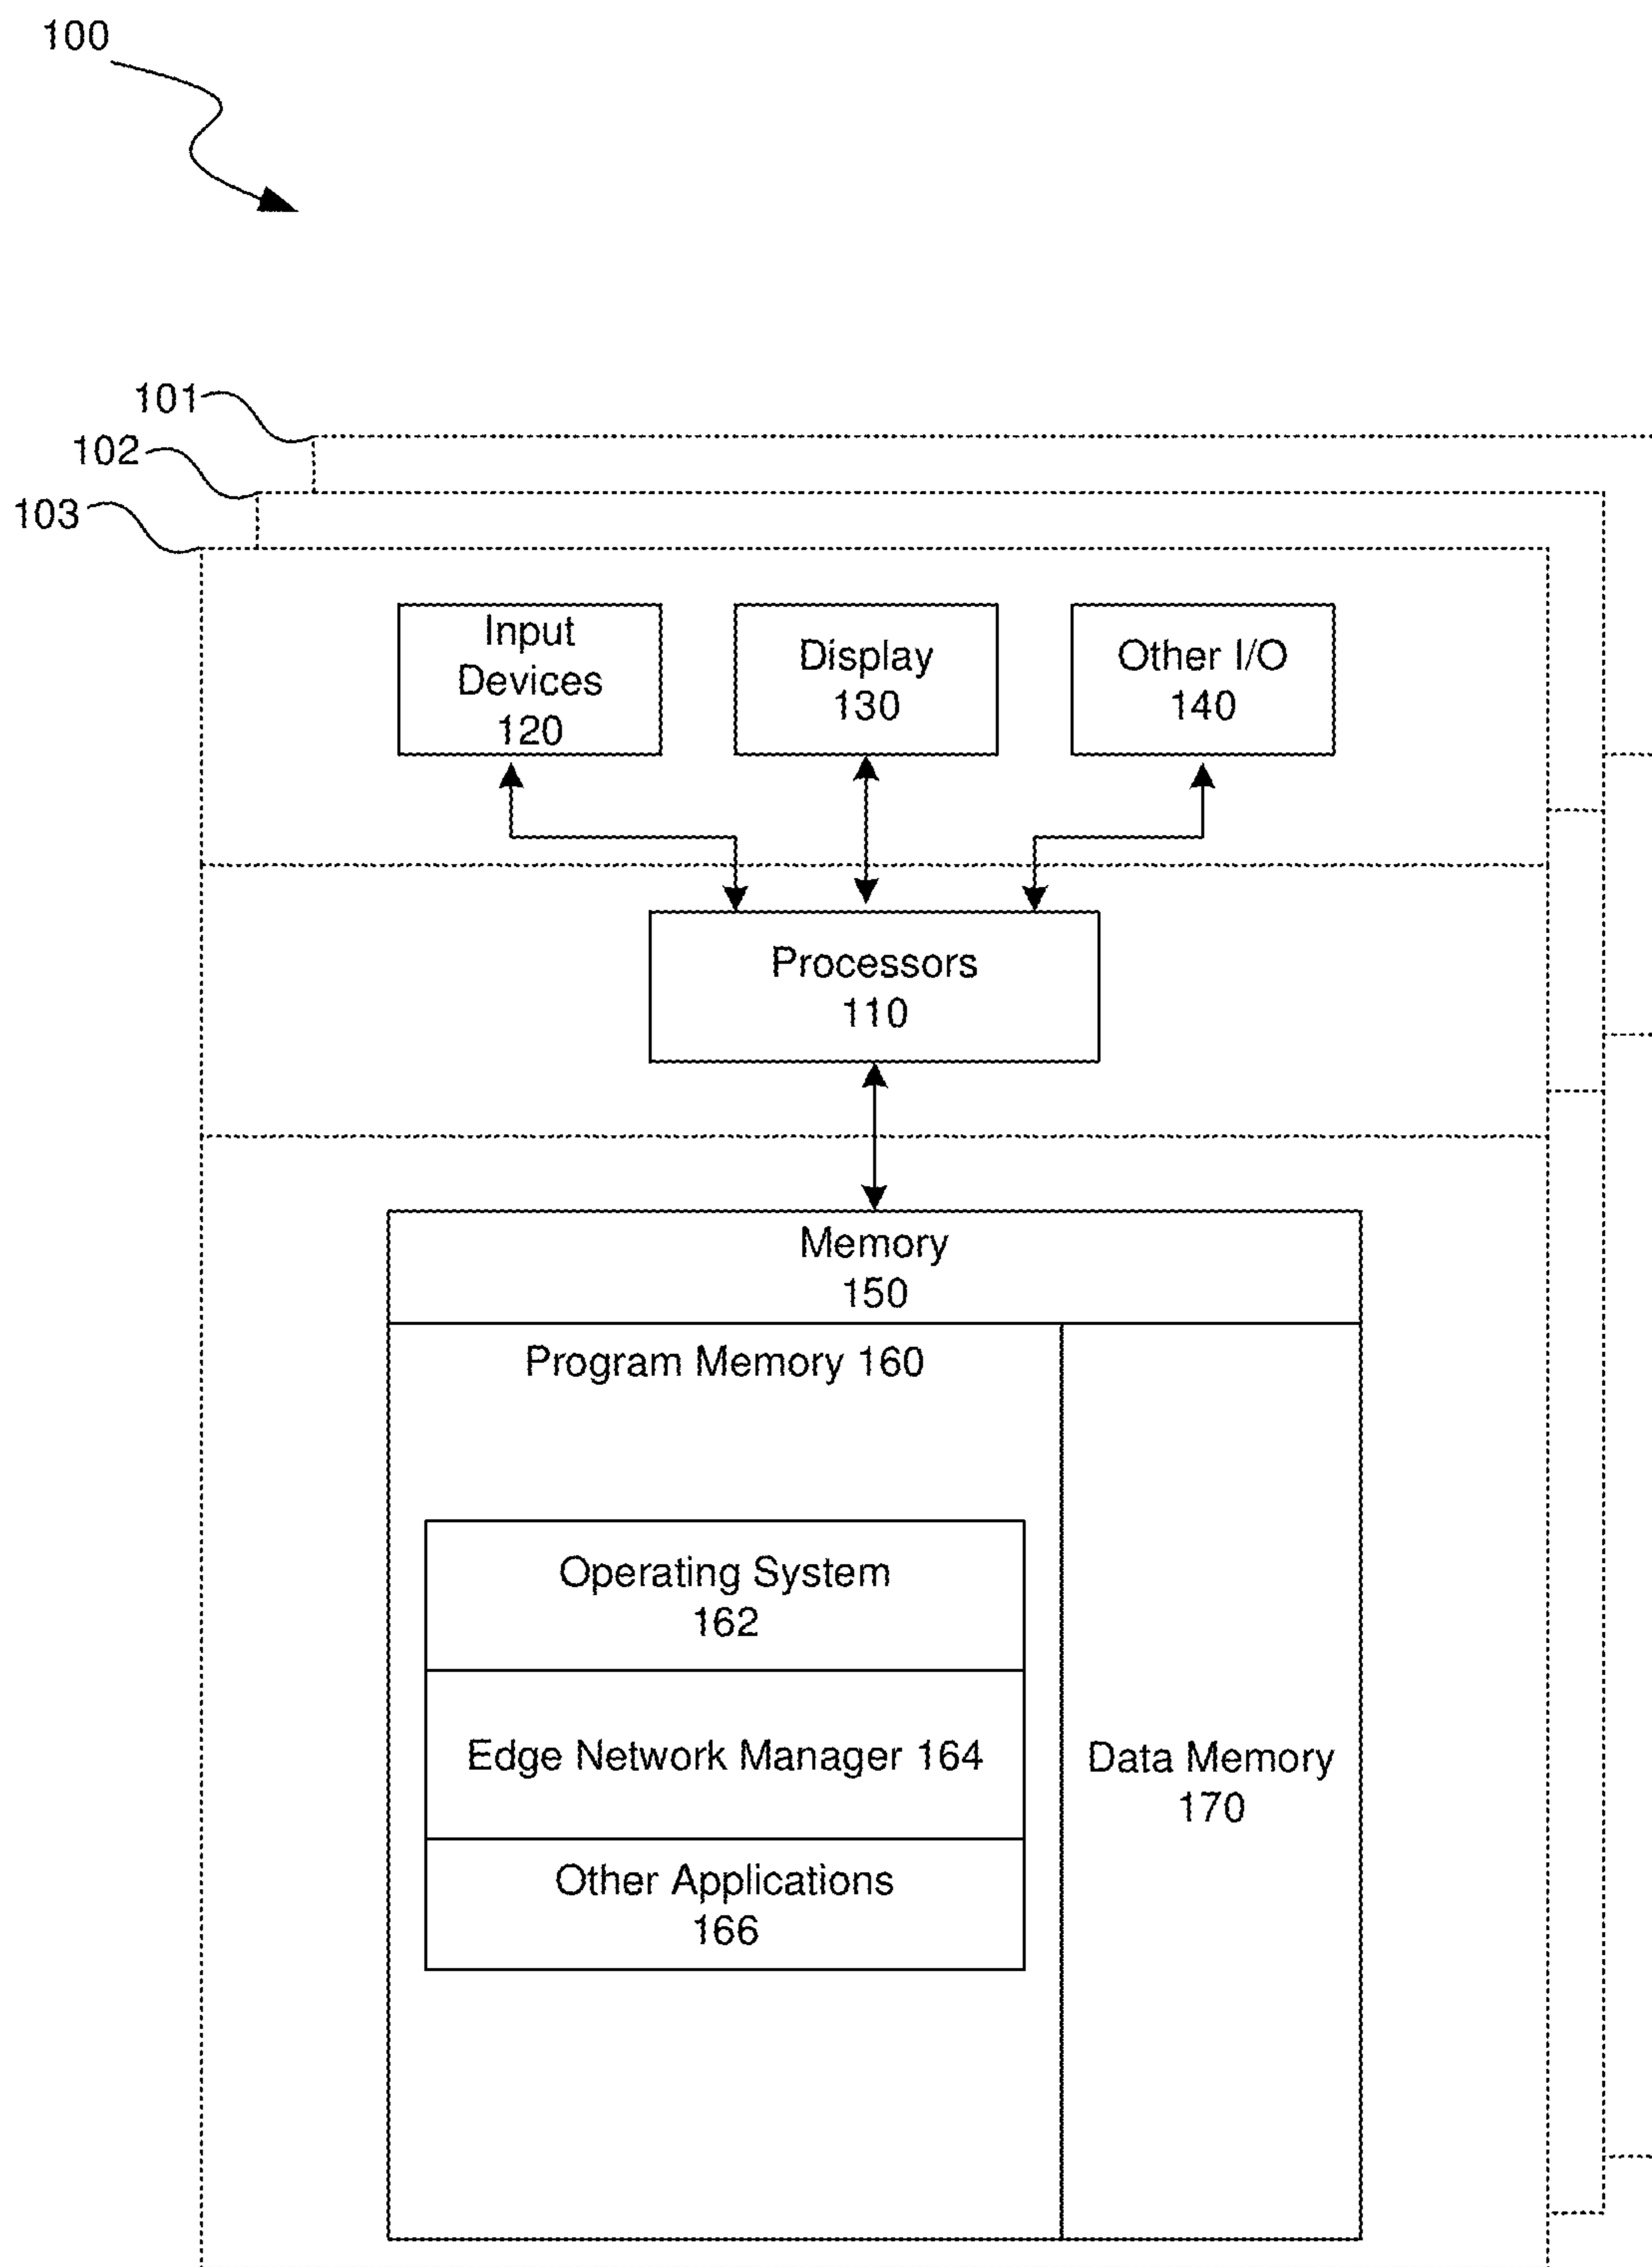 100
101
102
103
Input
Devices
120
Display
130
Other I/O
140
Processors
110
Memory
150
Program Memory 160
Operating System
162
Edge Network Manager 164
Other Applications
166
Data Memory
170